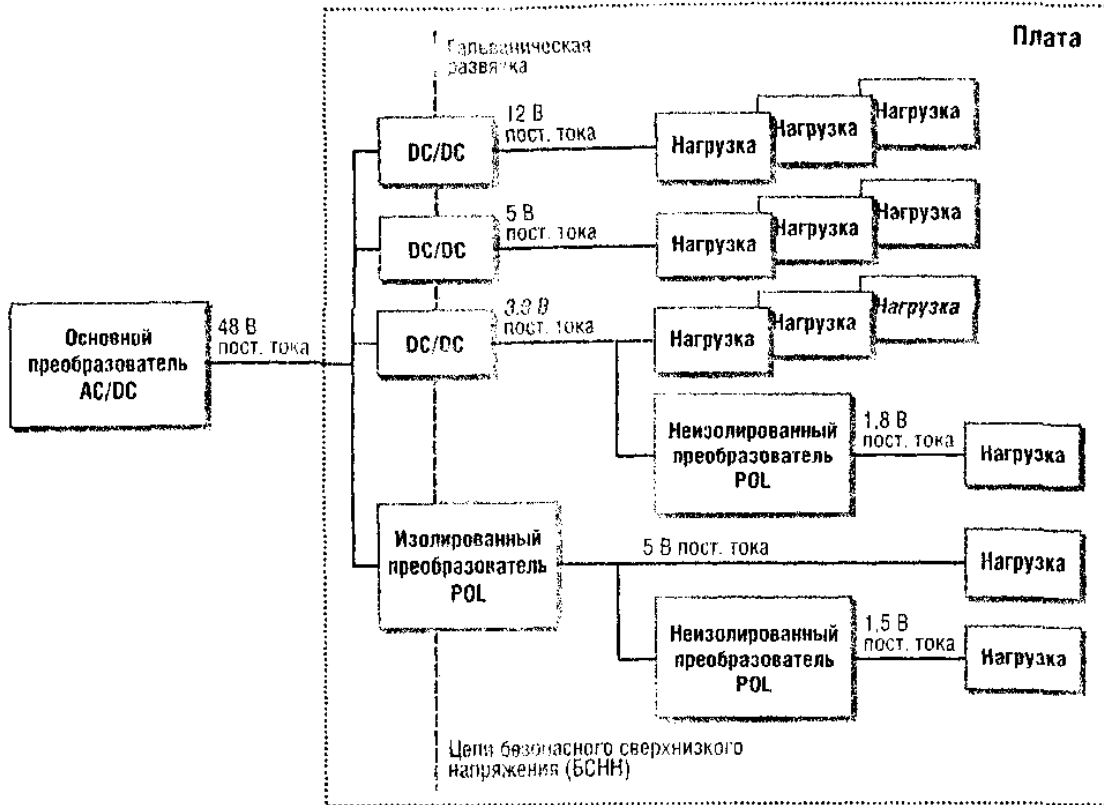 Плата
Гальваническая
развязка
12 В
пост. тока
DC/DC
Нагрузка
Нагрузка
Нагрузка
5 В
пост. тока
DC/DC
Нагрузка
Нагрузка
Нагрузка
3,3 В
пост. тока
DC/DC
Нагрузка
Нагрузка
Нагрузка
Основной
преобразователь
AC/DC
48 В
пост. тока
Неизолированный
преобразователь
POL
1,8 В
пост. тока
Нагрузка
Изолированный
преобразователь
POL
5 В пост. тока
Нагрузка
Неизолированный
преобразователь
POL
1,5 В
пост. тока
Нагрузка
Цепи безопасного сверхнизкого
напряжения (БСНН)